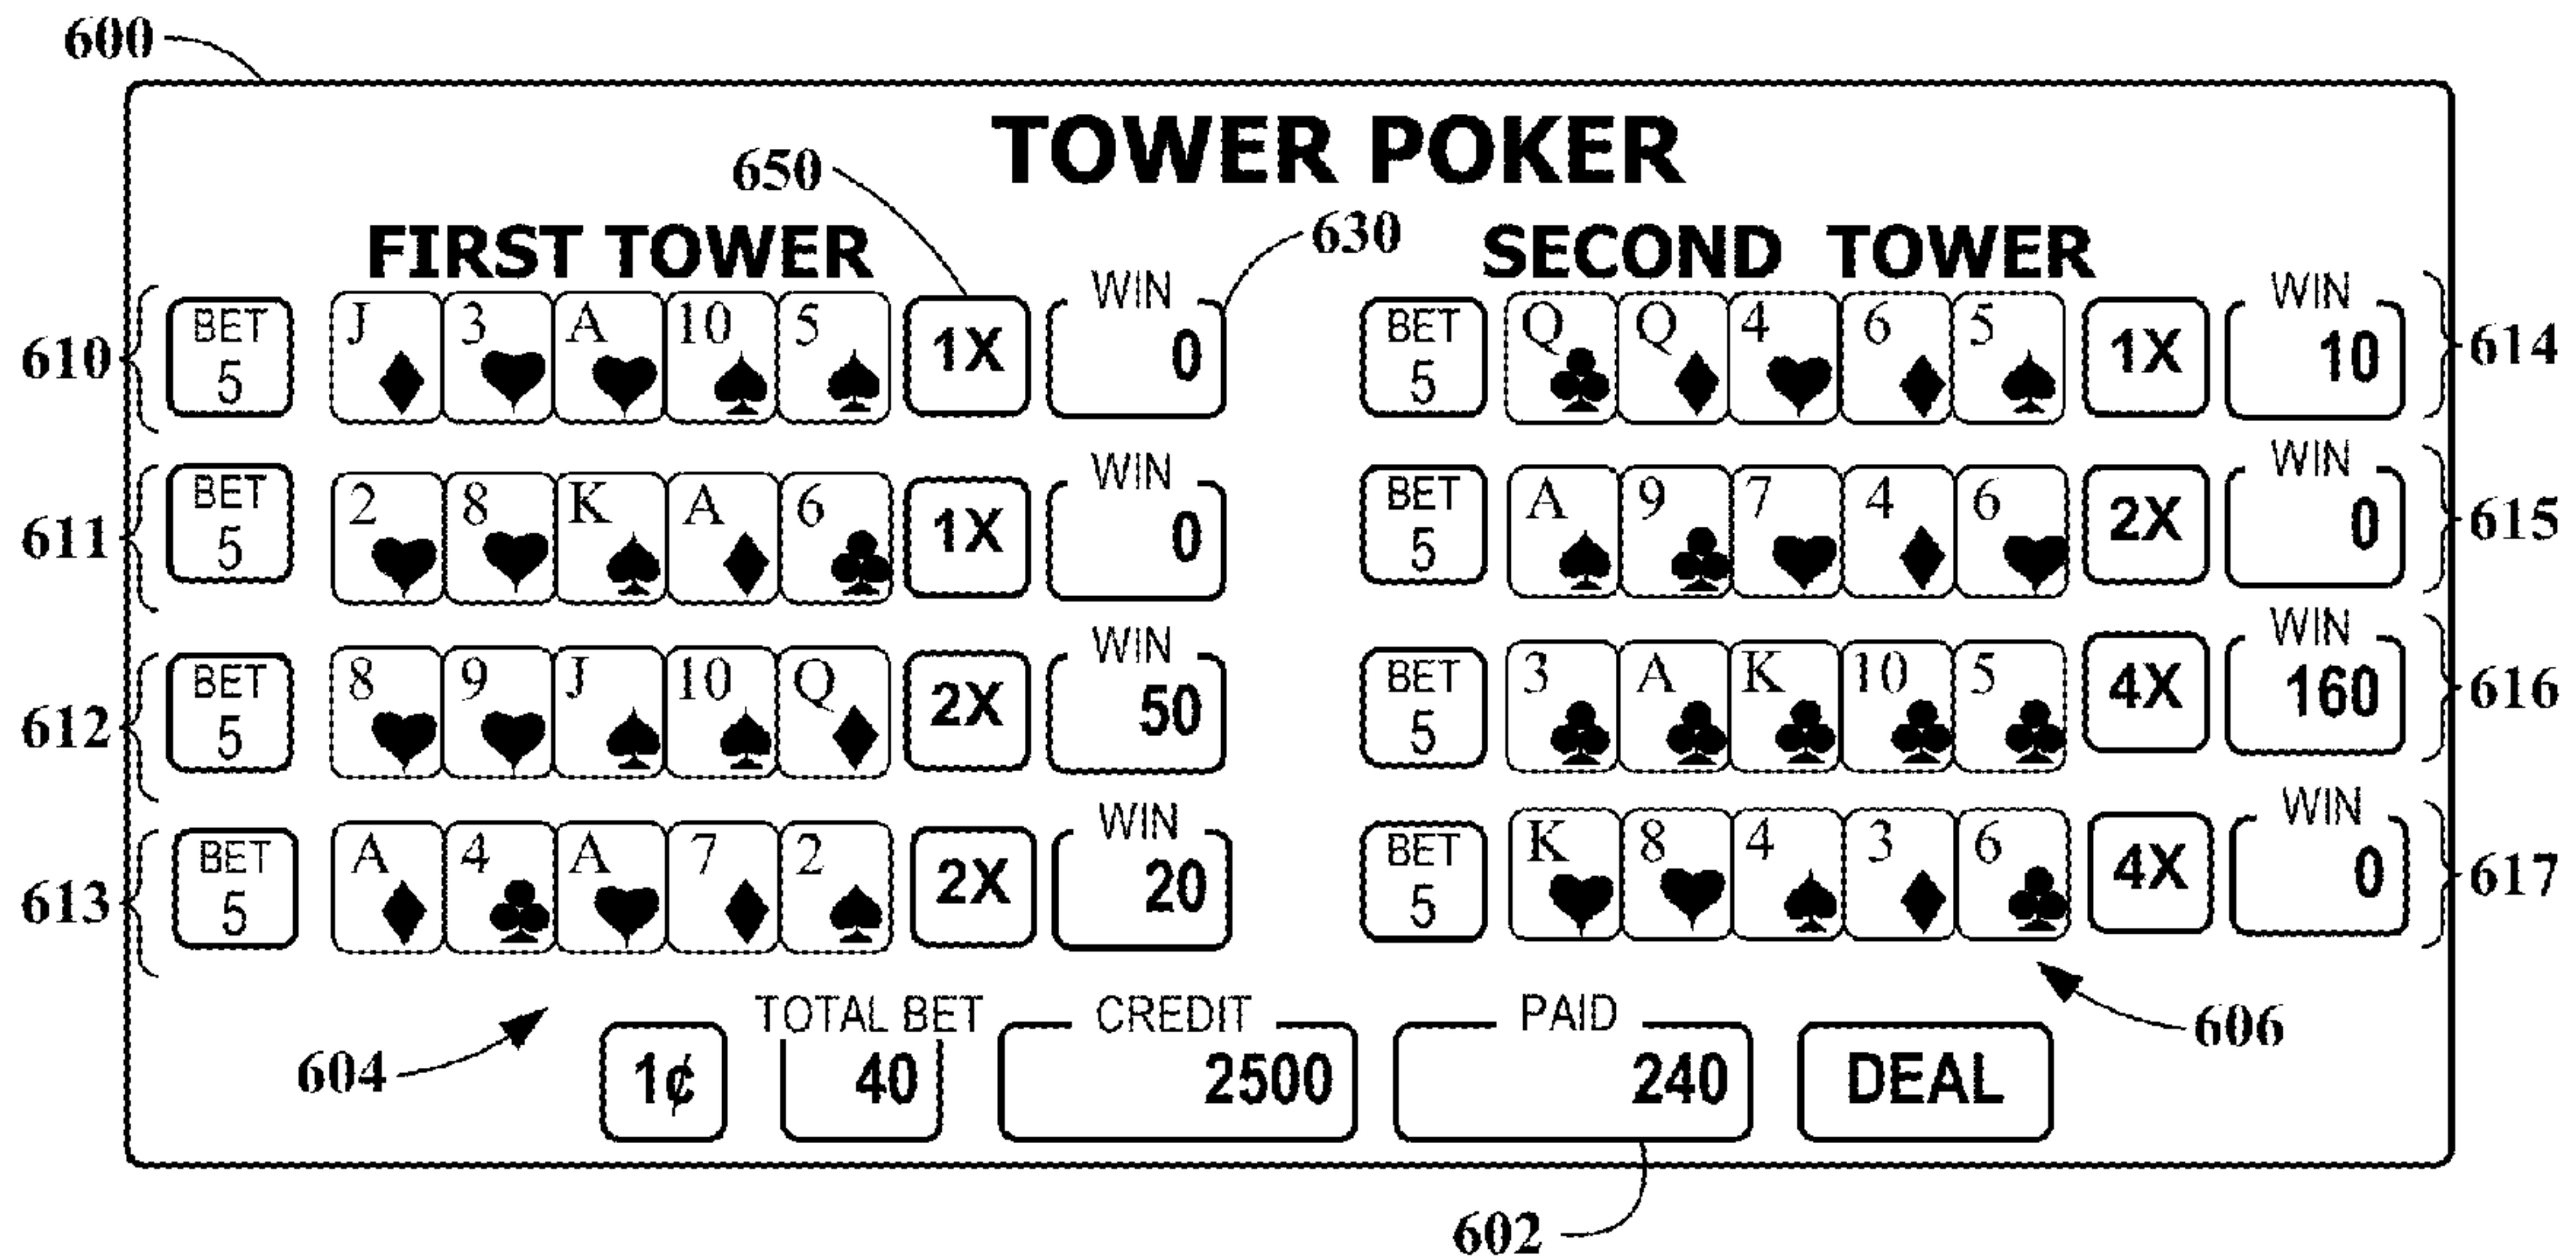 600
TOWER POKER
650
630
FIRST TOWER
SECOND TOWER
610 BET 5 J 3 A 10 5 1X WIN 0
BET 5 Q Q 4 6 5 1X WIN 10 614
611 BET 5 2 8 K A 6 1X WIN 0
BET 5 A 9 7 4 6 2X WIN 0 615
612 BET 5 8 9 J 10 Q 2X WIN 50
BET 5 3 A K 10 5 4X WIN 160 616
613 BET 5 A 4 A 7 2 2X WIN 20
BET 5 K 8 4 3 6 4X WIN 0 617
604
606
TOTAL BET CREDIT PAID
1¢ 40 2500 240 DEAL
602